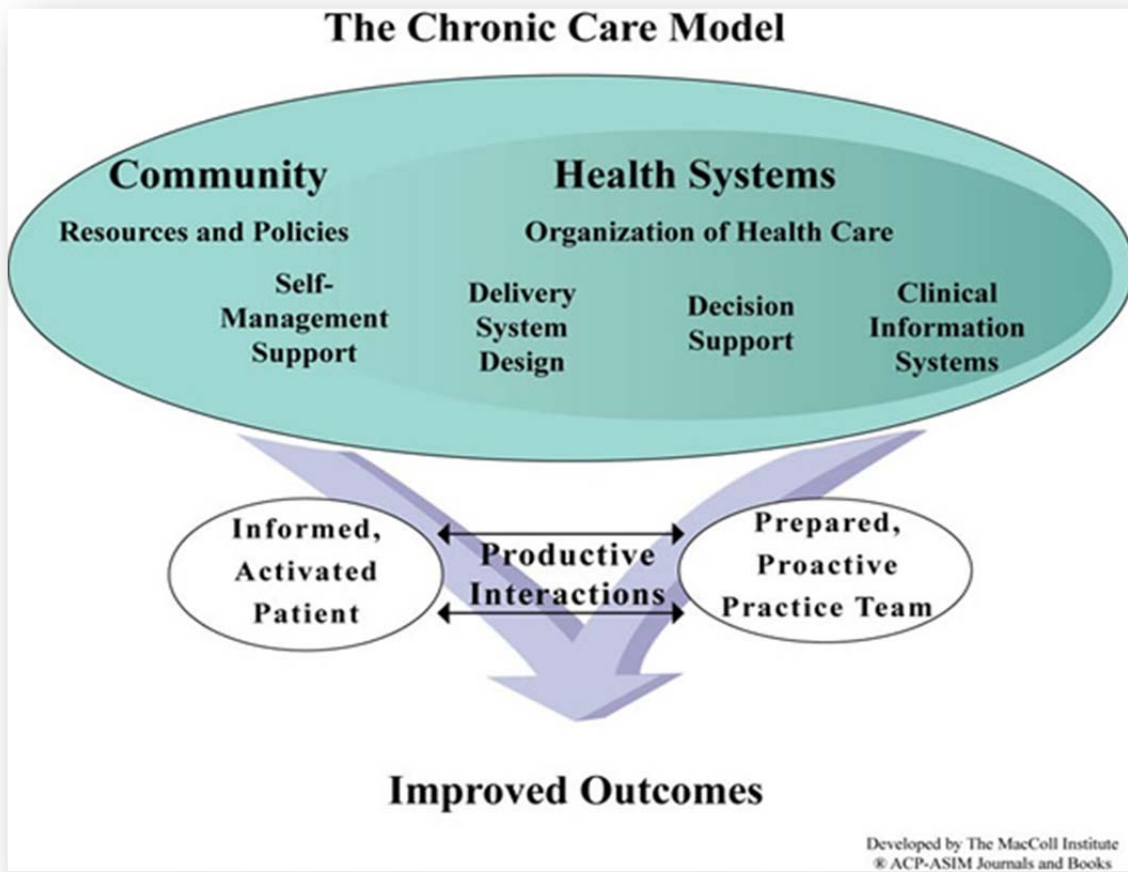 The Chronic Care Model
Community
Health Systems
Resources and Policies
Organization of Health Care
Self-
Management
Support
Delivery
System
Design
Decision
Support
Clinical
Information
Systems
Informed,
Activated
Patient
Productive
Interactions
Prepared,
Proactive
Practice Team
Improved Outcomes
Developed by The MacColl Institute
® ACP-ASIM Journals and Books